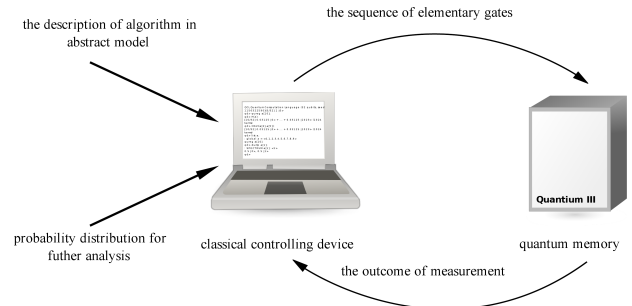 the description of algorithm in
abstract model
the sequence of elementary gates
Quantium III
probability distribution for
futher analysis
classical controlling device
quantum memory
the outcome of measurement